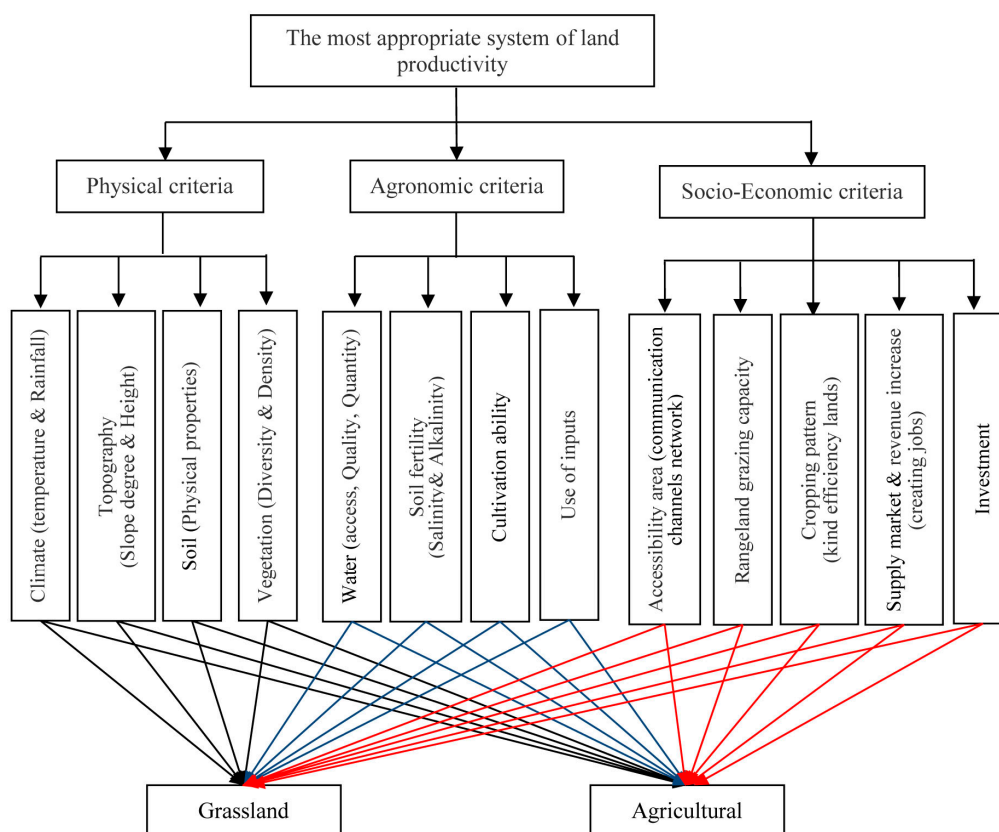 The most appropriate system of land
productivity
Physical criteria
Agronomic criteria
Socio-Economic criteria
Climate (temperature & Rainfall)
Topography
(Slope degree & Height)
Soil (Physical properties)
Vegetation (Diversity & Density)
Water (access, Quality, Quantity)
Soil fertility
(Salinity& Alkalinity)
Cultivation ability
Use of inputs
Accessibility area (communication
channels network)
Rangeland grazing capacity
Cropping pattern
(kind efficiency lands)
Supply market & revenue increase
(creating jobs)
Investment
Grassland
Agricultural